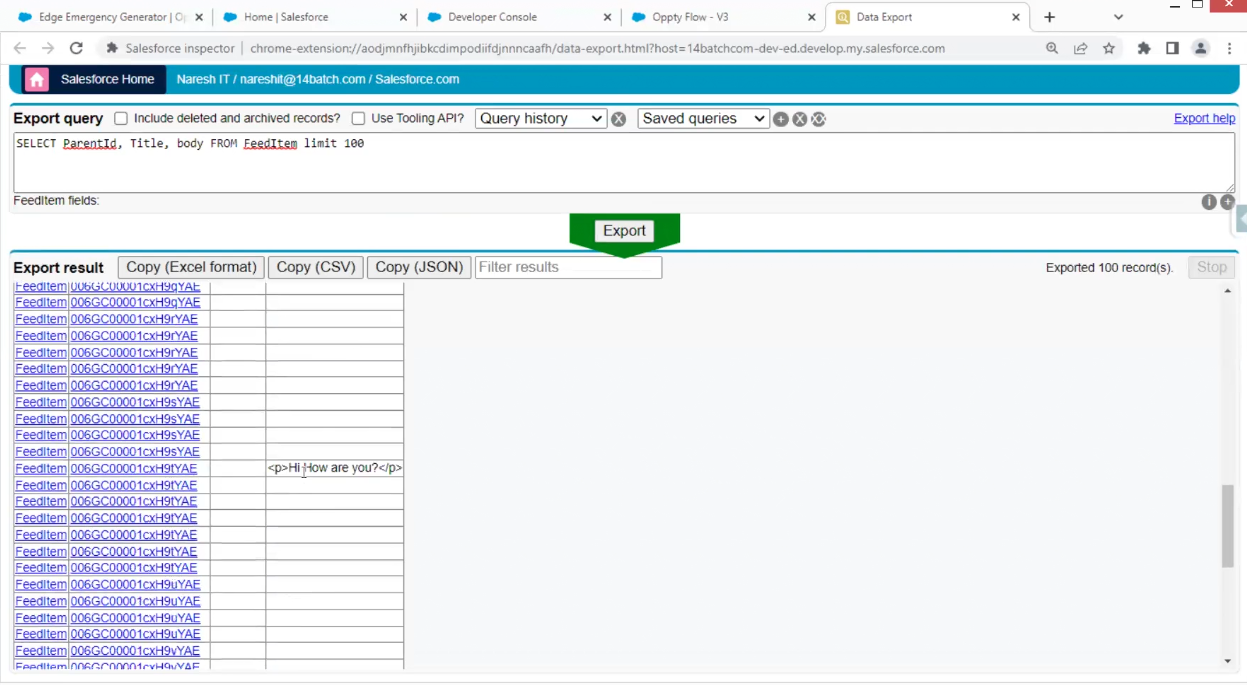 Edge Emergency Generator | Op
Home | Salesforce
Developer Console
Oppty Flow - V3
Data Export
Salesforce inspector
chrome-extension://aodjmnfhjibkcdimpodiifdjnnncaafh/data-export.html?host=14batchcom-dev-ed.develop.my.salesforce.com
Salesforce Home
Naresh IT / nareshit@14batch.com / Salesforce.com
Export query
Include deleted and archived records?
Use Tooling API?
Query history
Saved queries
Export help
SELECT ParentId, Title, body FROM FeedItem limit 100
FeedItem fields:
Export
Export result
Copy (Excel format)
Copy (CSV)
Copy (JSON)
Filter results
Exported 100 record(s).
Stop
FeedItem 006GC00001cxH9qYAE
FeedItem 006GC00001cxH9qYAE
FeedItem 006GC00001cxH9rYAE
FeedItem 006GC00001cxH9rYAE
FeedItem 006GC00001cxH9rYAE
FeedItem 006GC00001cxH9rYAE
FeedItem 006GC00001cxH9rYAE
FeedItem 006GC00001cxH9sYAE
FeedItem 006GC00001cxH9sYAE
FeedItem 006GC00001cxH9sYAE
FeedItem 006GC00001cxH9sYAE
FeedItem 006GC00001cxH9tYAE <p>Hi How are you?</p>
FeedItem 006GC00001cxH9tYAE
FeedItem 006GC00001cxH9tYAE
FeedItem 006GC00001cxH9tYAE
FeedItem 006GC00001cxH9tYAE
FeedItem 006GC00001cxH9tYAE
FeedItem 006GC00001cxH9tYAE
FeedItem 006GC00001cxH9uYAE
FeedItem 006GC00001cxH9uYAE
FeedItem 006GC00001cxH9uYAE
FeedItem 006GC00001cxH9uYAE
FeedItem 006GC00001cxH9vYAE
FeedItem 006GC00001cxH9vYAE